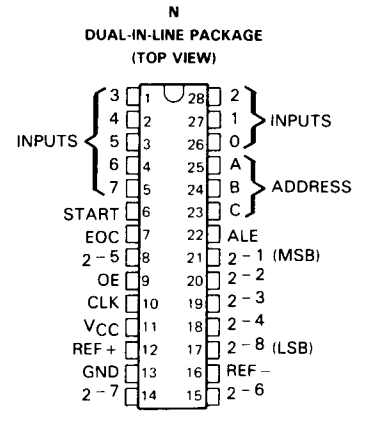 N
DUAL-IN-LINE PACKAGE
(TOP VIEW)
3 1 28 2
4 2 27 1 INPUTS
INPUTS 5 3 26 0
6 4 25 A
7 5 24 B ADDRESS
START 6 23 C
EOC 7 22 ALE
2-5 8 21 2-1 (MSB)
OE 9 20 2-2
CLK 10 19 2-3
VCC 11 18 2-4
REF+ 12 17 2-8 (LSB)
GND 13 16 REF-
2-7 14 15 2-6